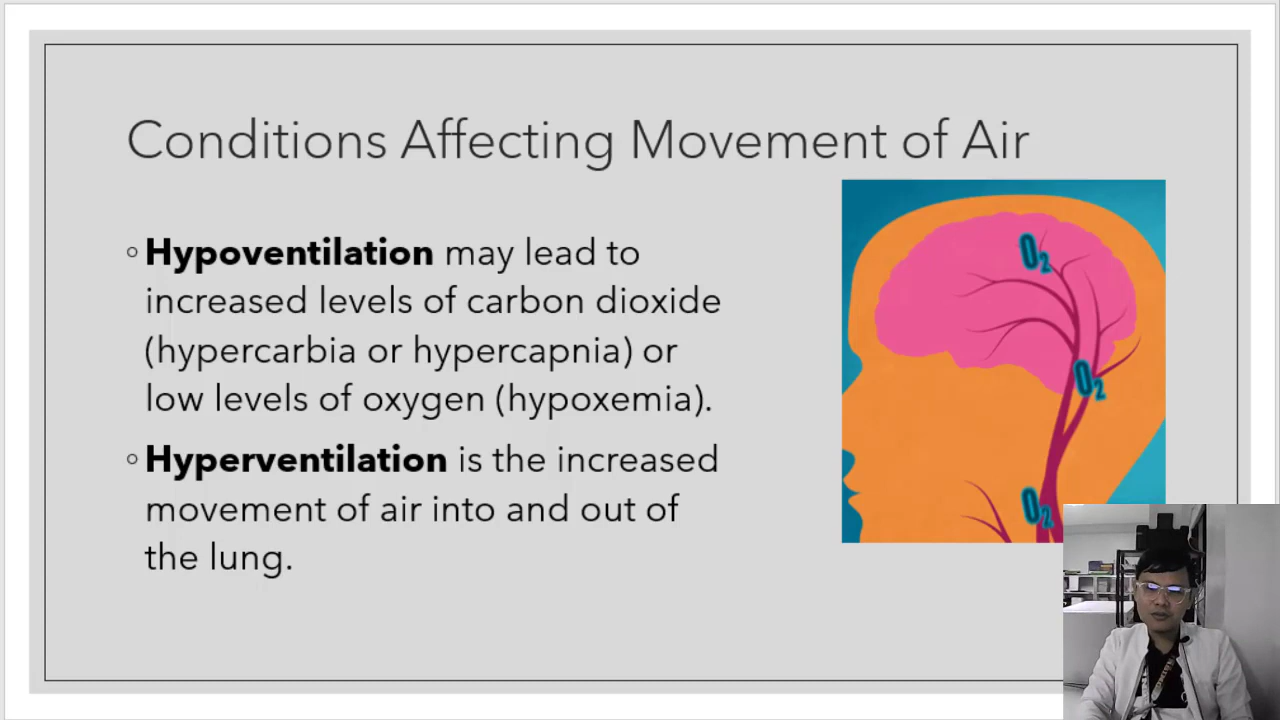 Conditions Affecting Movement of Air
◦ Hypoventilation may lead to
increased levels of carbon dioxide
(hypercarbia or hypercapnia) or
low levels of oxygen (hypoxemia).
◦ Hyperventilation is the increased
movement of air into and out of
the lung.
O₂
O₂
O₂